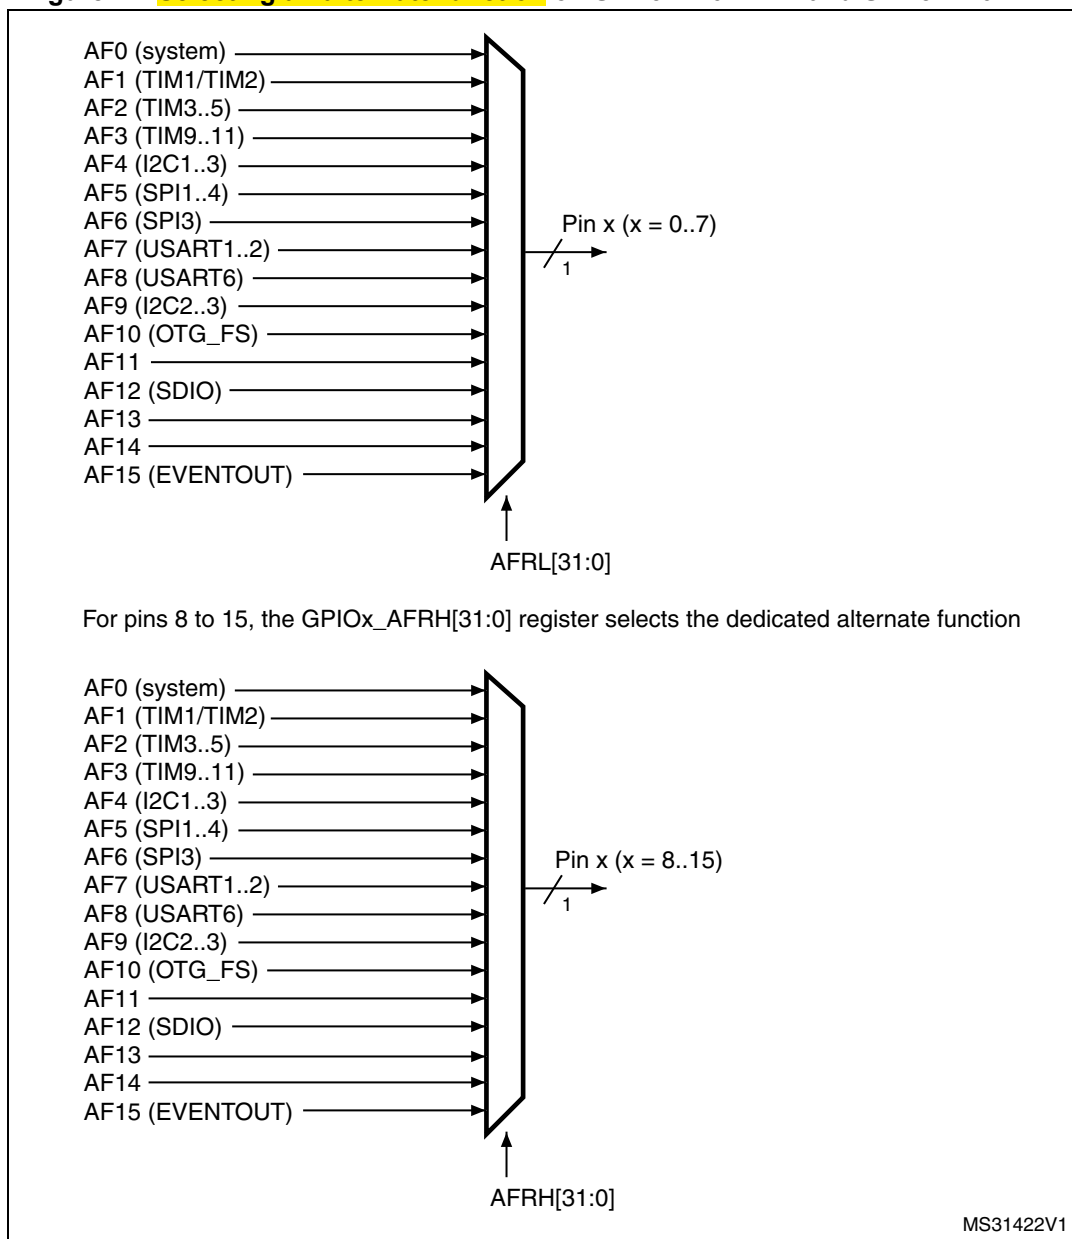 AF0 (system)
AF1 (TIM1/TIM2)
AF2 (TIM3..5)
AF3 (TIM9..11)
AF4 (I2C1..3)
AF5 (SPI1..4)
AF6 (SPI3)
Pin x (x = 0..7)
AF7 (USART1..2)
1
AF8 (USART6)
AF9 (I2C2..3)
AF10 (OTG_FS)
AF11
AF12 (SDIO)
AF13
AF14
AF15 (EVENTOUT)
AFRL[31:0]
For pins 8 to 15, the GPIOx_AFRH[31:0] register selects the dedicated alternate function
AF0 (system)
AF1 (TIM1/TIM2)
AF2 (TIM3..5)
AF3 (TIM9..11)
AF4 (I2C1..3)
AF5 (SPI1..4)
AF6 (SPI3)
Pin x (x = 8..15)
AF7 (USART1..2)
1
AF8 (USART6)
AF9 (I2C2..3)
AF10 (OTG_FS)
AF11
AF12 (SDIO)
AF13
AF14
AF15 (EVENTOUT)
AFRH[31:0]
MS31422V1